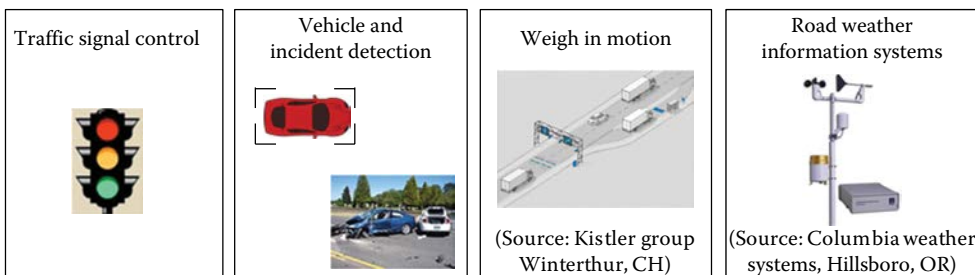 Traffic signal control
Vehicle and
incident detection
Weigh in motion
(Source: Kistler group
Winterthur, CH)
Road weather
information systems
(Source: Columbia weather
systems, Hillsboro, OR)